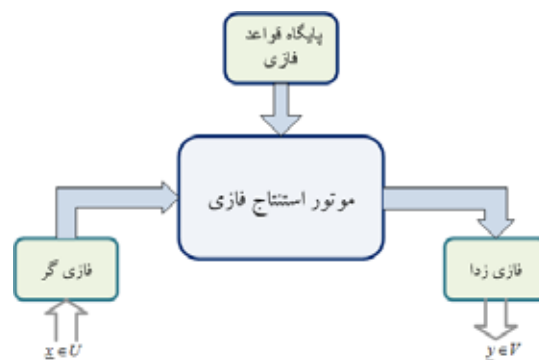 پایگاه قواعد
فازی
موتور استنتاج فازی
فازی گر
فازی زدا
x ∈ U
y ∈ V